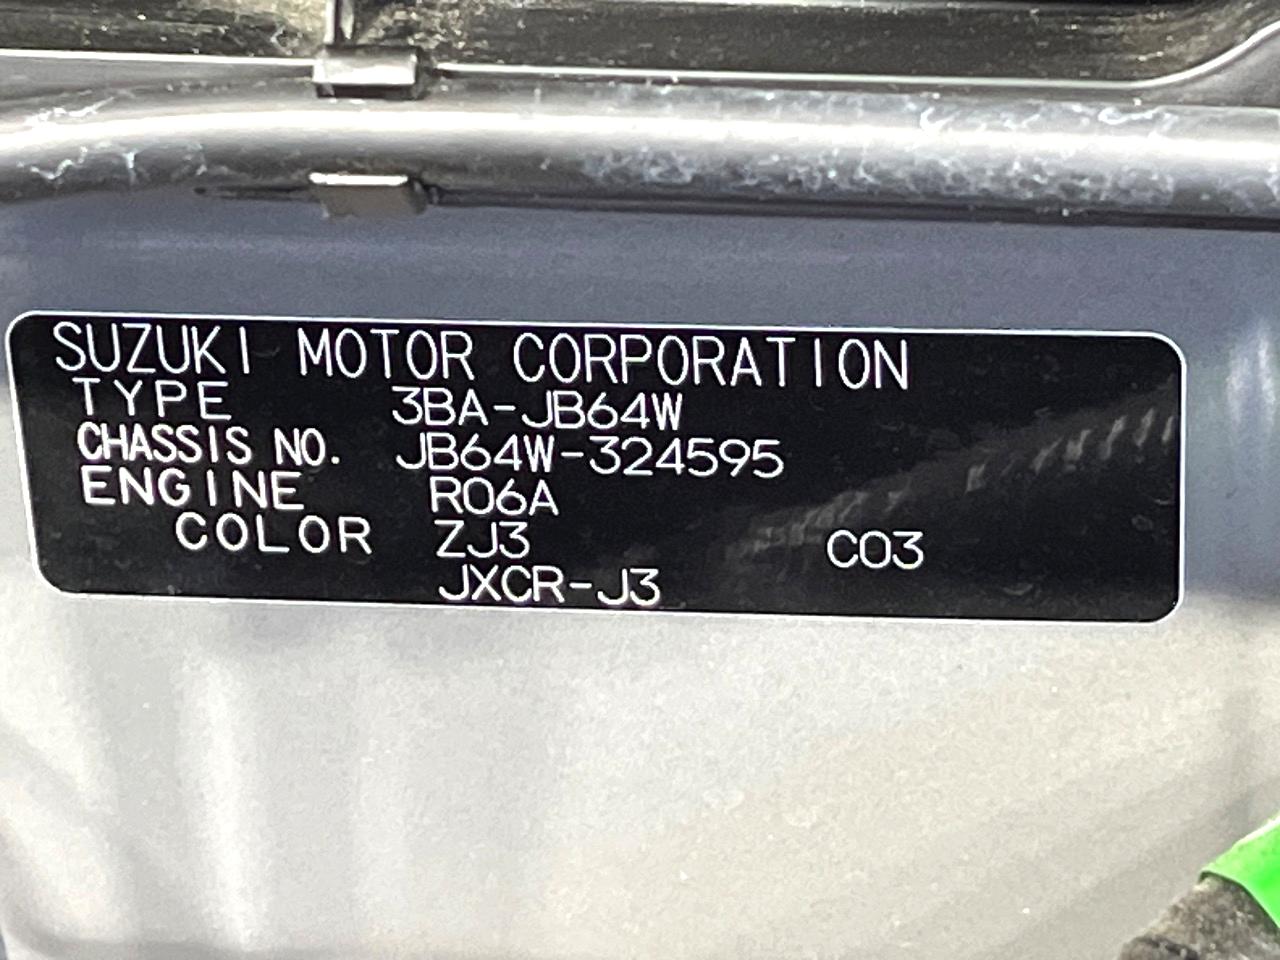 SUZUKI MOTOR CORPORATION
TYPE 3BA-JB64W
CHASSIS NO. JB64W-324595
ENGINE R06A
COLOR ZJ3 C03
JXCR-J3